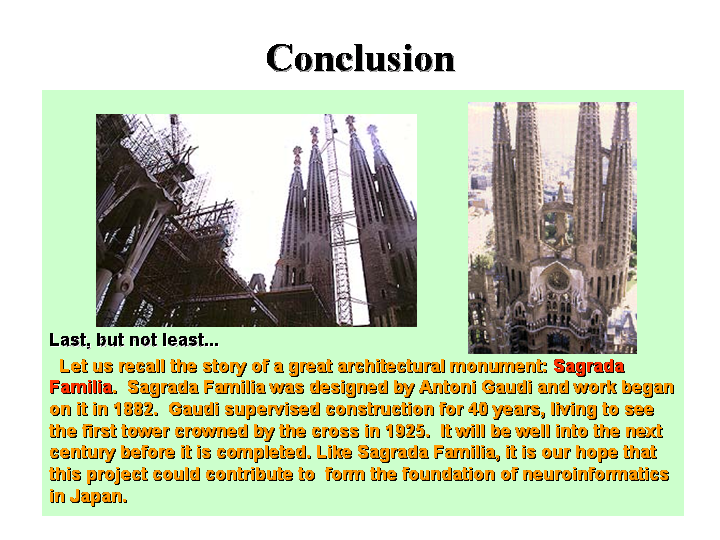 Conclusion
Last, but not least...
Let us recall the story of a great architectural monument: Sagrada
Familia.  Sagrada Familia was designed by Antoni Gaudi and work began
on it in 1882.  Gaudi supervised construction for 40 years, living to see
the first tower crowned by the cross in 1925.  It will be well into the next
century before it is completed. Like Sagrada Familia, it is our hope that
this project could contribute to  form the foundation of neuroinformatics
in Japan.